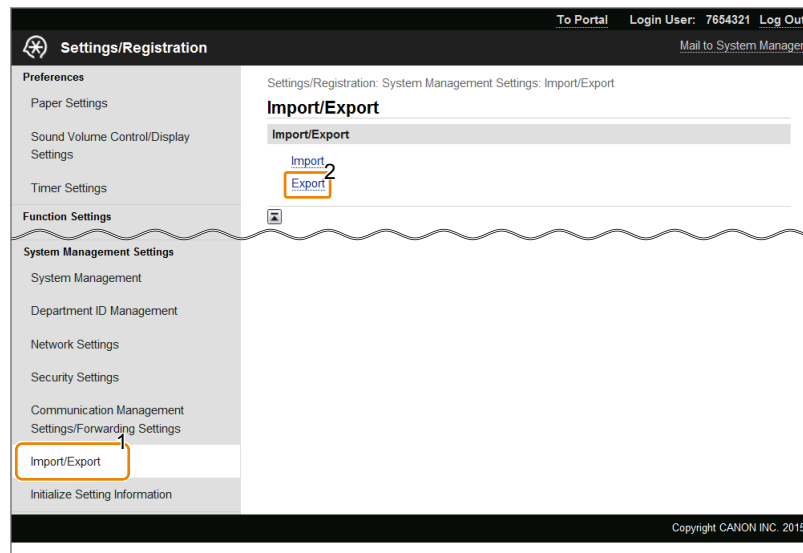 To Portal Login User: 7654321 Log Out
Settings/Registration
Mail to System Manager
Preferences
Paper Settings
Sound Volume Control/Display
Settings
Timer Settings
Function Settings
System Management Settings
System Management
Department ID Management
Network Settings
Security Settings
Communication Management
Settings/Forwarding Settings
1
Import/Export
Initialize Setting Information
Settings/Registration: System Management Settings: Import/Export
Import/Export
Import/Export
Import
2
Export
Copyright CANON INC. 2015